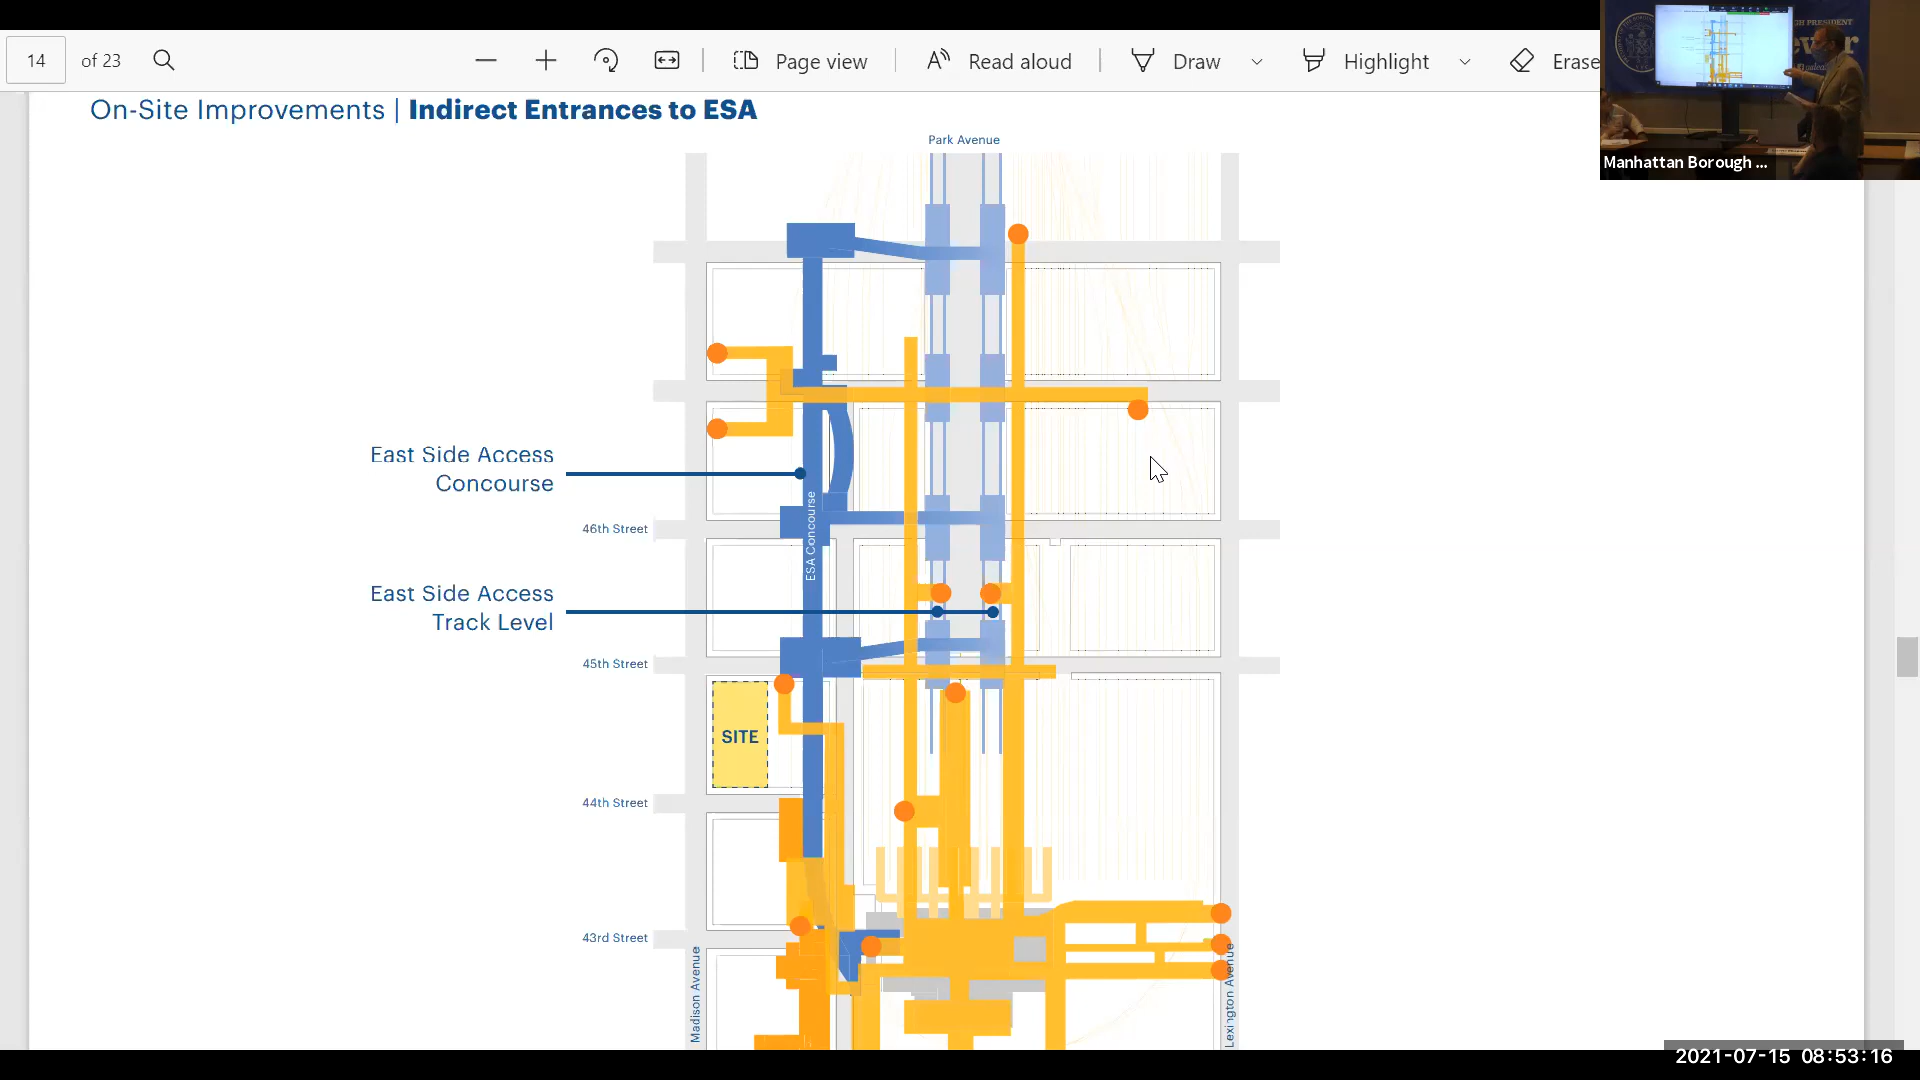 14 of 23 Page view Read aloud Draw Highlight Erase
GH PRESIDENT
Manhattan Borough ...
On-Site Improvements | Indirect Entrances to ESA
Park Avenue
East Side Access
Concourse
ESA Concourse
46th Street
East Side Access
Track Level
45th Street
SITE
44th Street
43rd Street
Madison Avenue
Lexington Avenue
2021-07-15 08:53:16